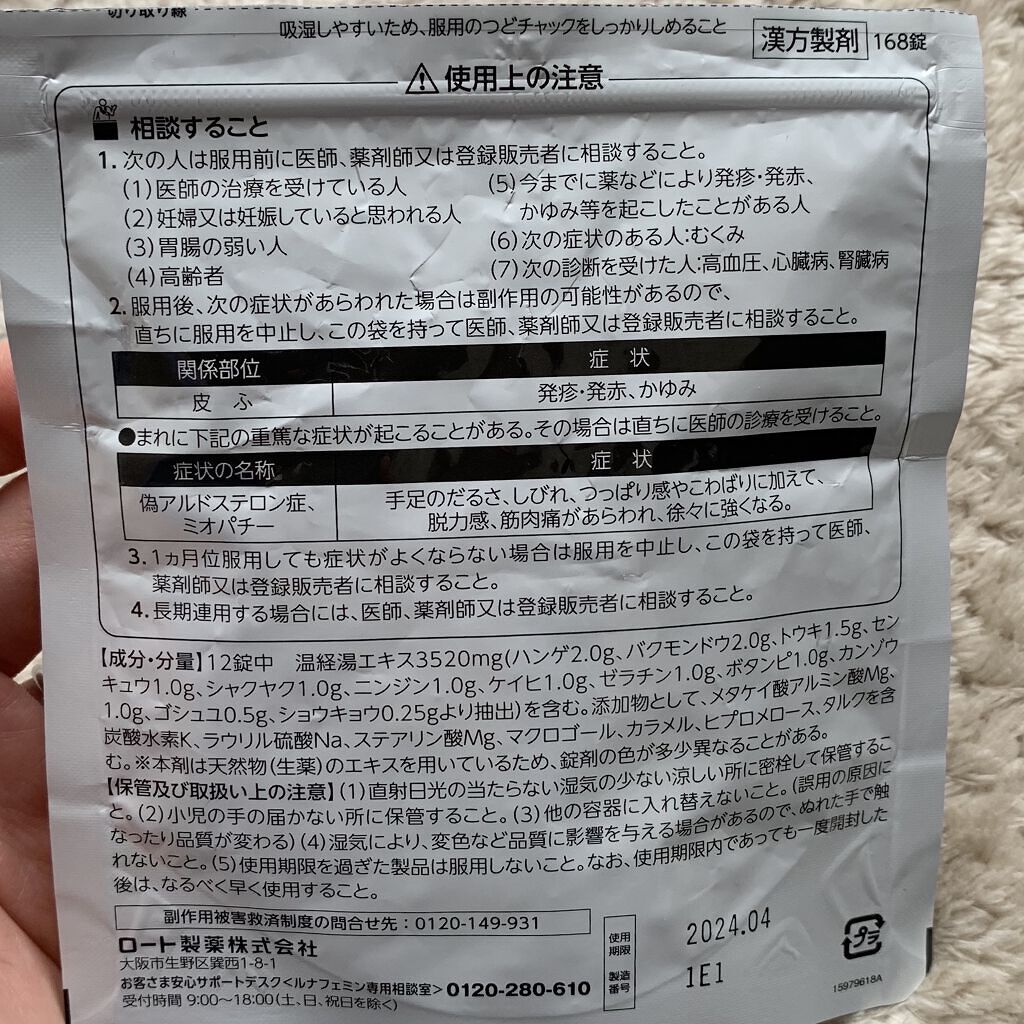 切り取り線
吸湿しやすいため、服用のつどチャックをしっかりしめること
漢方製剤 168錠
使用上の注意
相談すること
1. 次の人は服用前に医師、薬剤師又は登録販売者に相談すること。
(1)医師の治療を受けている人
(2)妊婦又は妊娠していると思われる人
(3)胃腸の弱い人
(4)高齢者
(5)今までに薬などにより発疹・発赤、
かゆみ等を起こしたことがある人
(6)次の症状のある人:むくみ
(7)次の診断を受けた人:高血圧、心臓病、腎臓病
2. 服用後、次の症状があらわれた場合は副作用の可能性があるので、
直ちに服用を中止し、この袋を持って医師、薬剤師又は登録販売者に相談すること。
関係部位 症状
皮ふ 発疹・発赤、かゆみ
●まれに下記の重篤な症状が起こることがある。その場合は直ちに医師の診療を受けること。
症状の名称 症状
偽アルドステロン症、
ミオパチー
手足のだるさ、しびれ、つっぱり感やこわばりに加えて、
脱力感、筋肉痛があらわれ、徐々に強くなる。
3. 1ヵ月位服用しても症状がよくならない場合は服用を中止し、この袋を持って医師、
薬剤師又は登録販売者に相談すること。
4. 長期連用する場合には、医師、薬剤師又は登録販売者に相談すること。
【成分・分量】12錠中 温経湯エキス3520mg(ハンゲ2.0g、バクモンドウ2.0g、トウキ1.5g、セン
キュウ1.0g、シャクヤク1.0g、ニンジン1.0g、ケイヒ1.0g、ゼラチン1.0g、ボタンピ1.0g、カンゾウ
1.0g、ゴシュユ0.5g、ショウキョウ0.25gより抽出)を含む。添加物として、メタケイ酸アルミン酸Mg、
炭酸水素K、ラウリル硫酸Na、ステアリン酸Mg、マクロゴール、カラメル、ヒプロメロース、タルクを含
む。※本剤は天然物(生薬)のエキスを用いているため、錠剤の色が多少異なることがある。
【保管及び取扱い上の注意】(1)直射日光の当たらない湿気の少ない涼しい所に密栓して保管するこ
と。(2)小児の手の届かない所に保管すること。(3)他の容器に入れ替えないこと。(誤用の原因に
なったり品質が変わる)(4)湿気により、変色など品質に影響を与える場合があるので、ぬれた手で触
れないこと。(5)使用期限を過ぎた製品は服用しないこと。なお、使用期限内であっても一度開封した
後は、なるべく早く使用すること。
副作用被害救済制度の問合せ先:0120-149-931
ロート製薬株式会社
大阪市生野区巽西1-8-1
お客さま安心サポートデスク<ルナフェミン専用相談室>0120-280-610
受付時間 9:00〜18:00(土、日、祝日を除く)
使用
期限
2024.04
製造
番号
1E1
プラ
15979618A